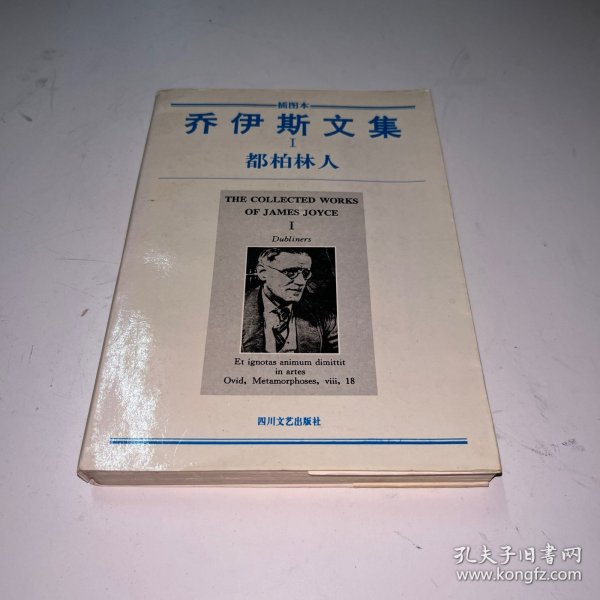 插图本
乔伊斯文集
I
都柏林人
THE COLLECTED WORKS
OF JAMES JOYCE
I
Dubliners
Et ignotas animum dimittit
in artes
Ovid, Metamorphoses, viii, 18
四川文艺出版社
孔夫子旧书网
www.kongfz.com